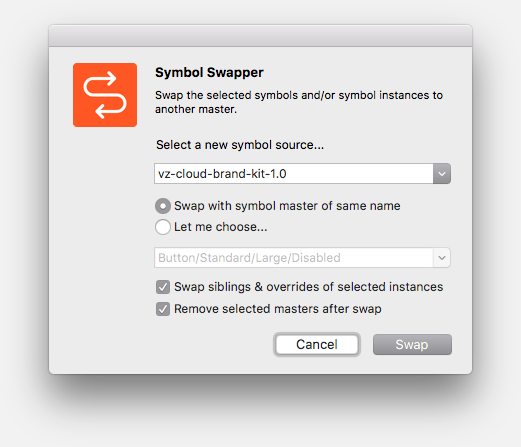 Symbol Swapper
Swap the selected symbols and/or symbol instances to
another master.
Select a new symbol source...
vz-cloud-brand-kit-1.0
Swap with symbol master of same name
Let me choose...
Button/Standard/Large/Disabled
Swap siblings & overrides of selected instances
Remove selected masters after swap
Cancel
Swap